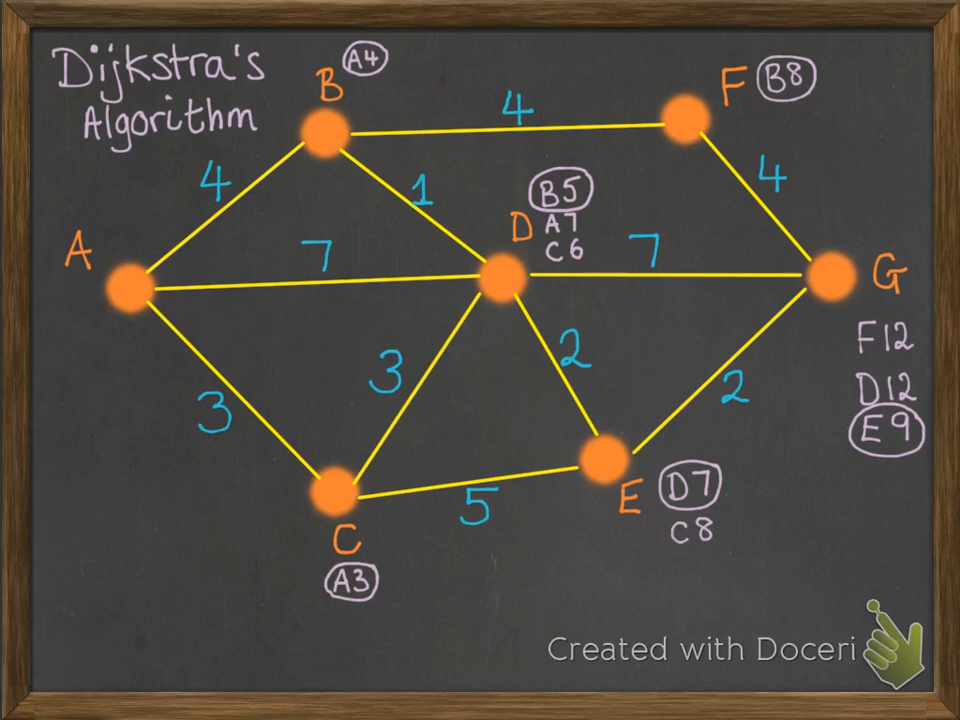 Dijkstra's
Algorithm
B
A4
F
B8
4
4
1
4
A
7
D
B5
A7
C6
7
G
F12
D12
E9
3
3
2
2
5
C
A3
E
D7
C8
Created with Doceri